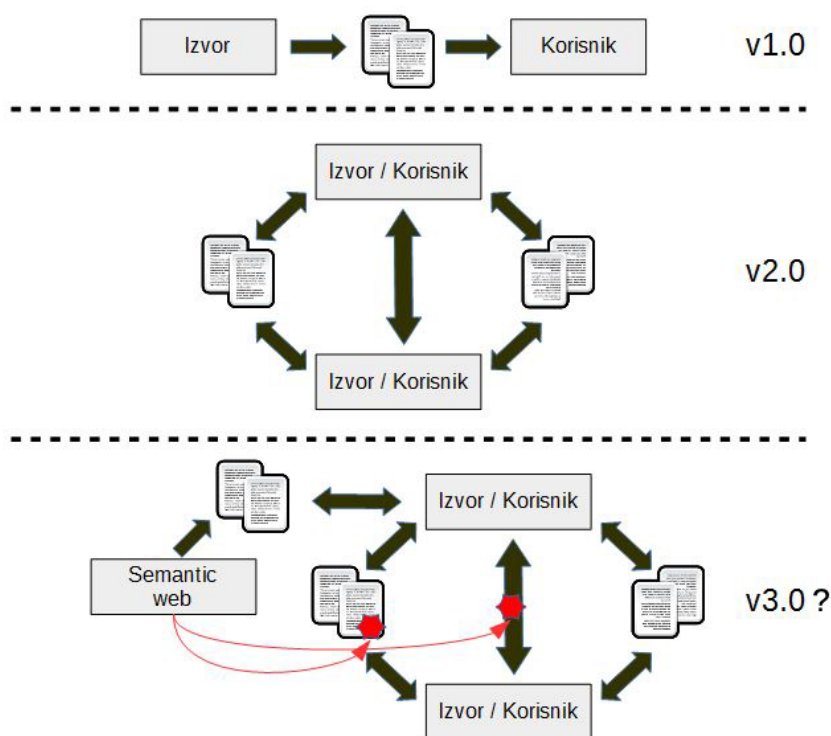 Izvor
Korisnik
v1.0
Izvor / Korisnik
v2.0
Izvor / Korisnik
Izvor / Korisnik
Semantic
web
v3.0 ?
Izvor / Korisnik